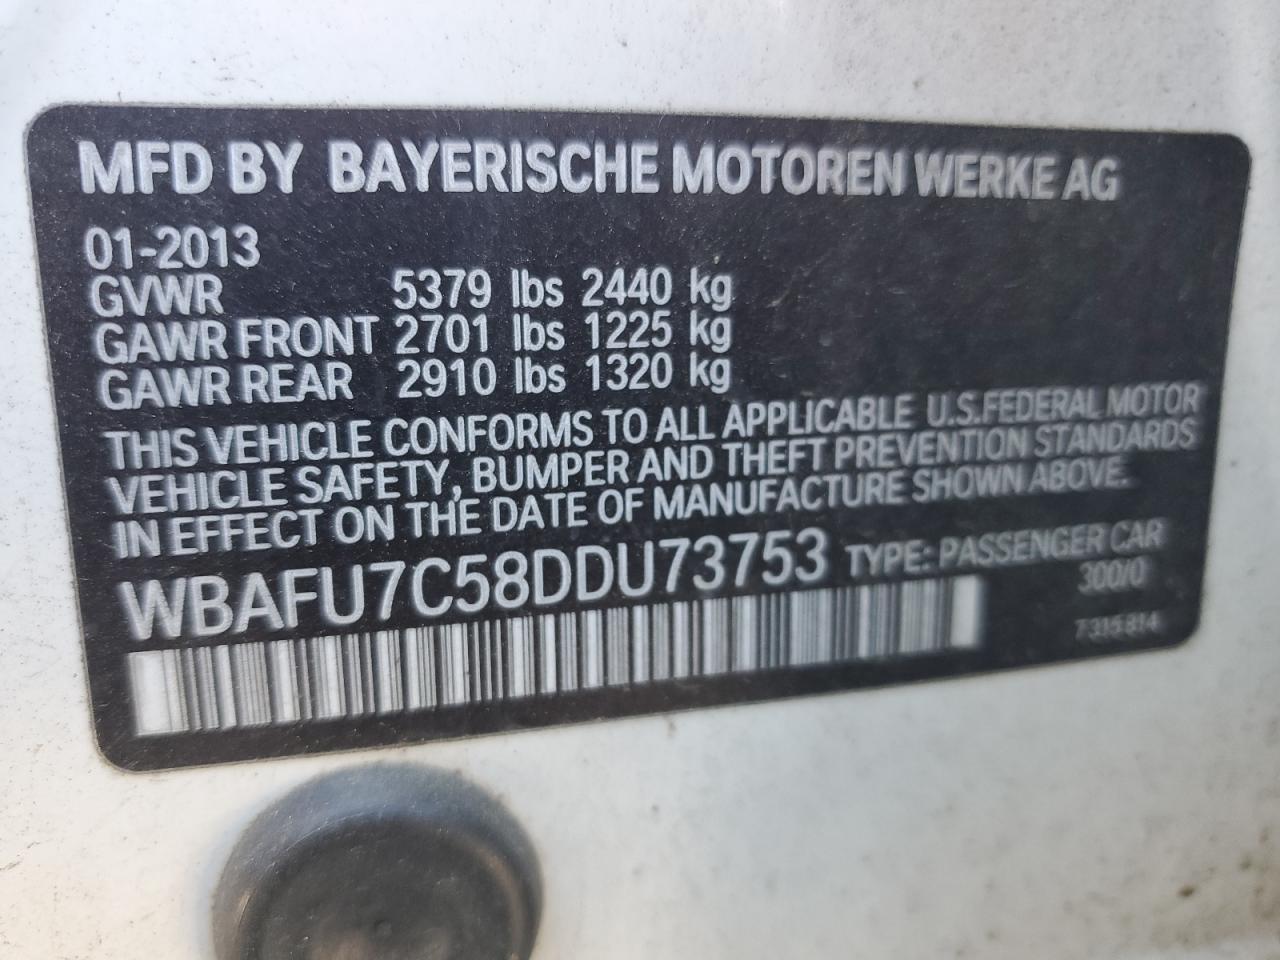 MFD BY BAYERISCHE MOTOREN WERKE AG
01-2013
GVWR 5379 lbs 2440 kg
GAWR FRONT 2701 lbs 1225 kg
GAWR REAR 2910 lbs 1320 kg
THIS VEHICLE CONFORMS TO ALL APPLICABLE U.S.FEDERAL MOTOR
VEHICLE SAFETY, BUMPER AND THEFT PREVENTION STANDARDS
IN EFFECT ON THE DATE OF MANUFACTURE SHOWN ABOVE.
WBAFU7C58DDU73753 TYPE: PASSENGER CAR
300/0
7315814